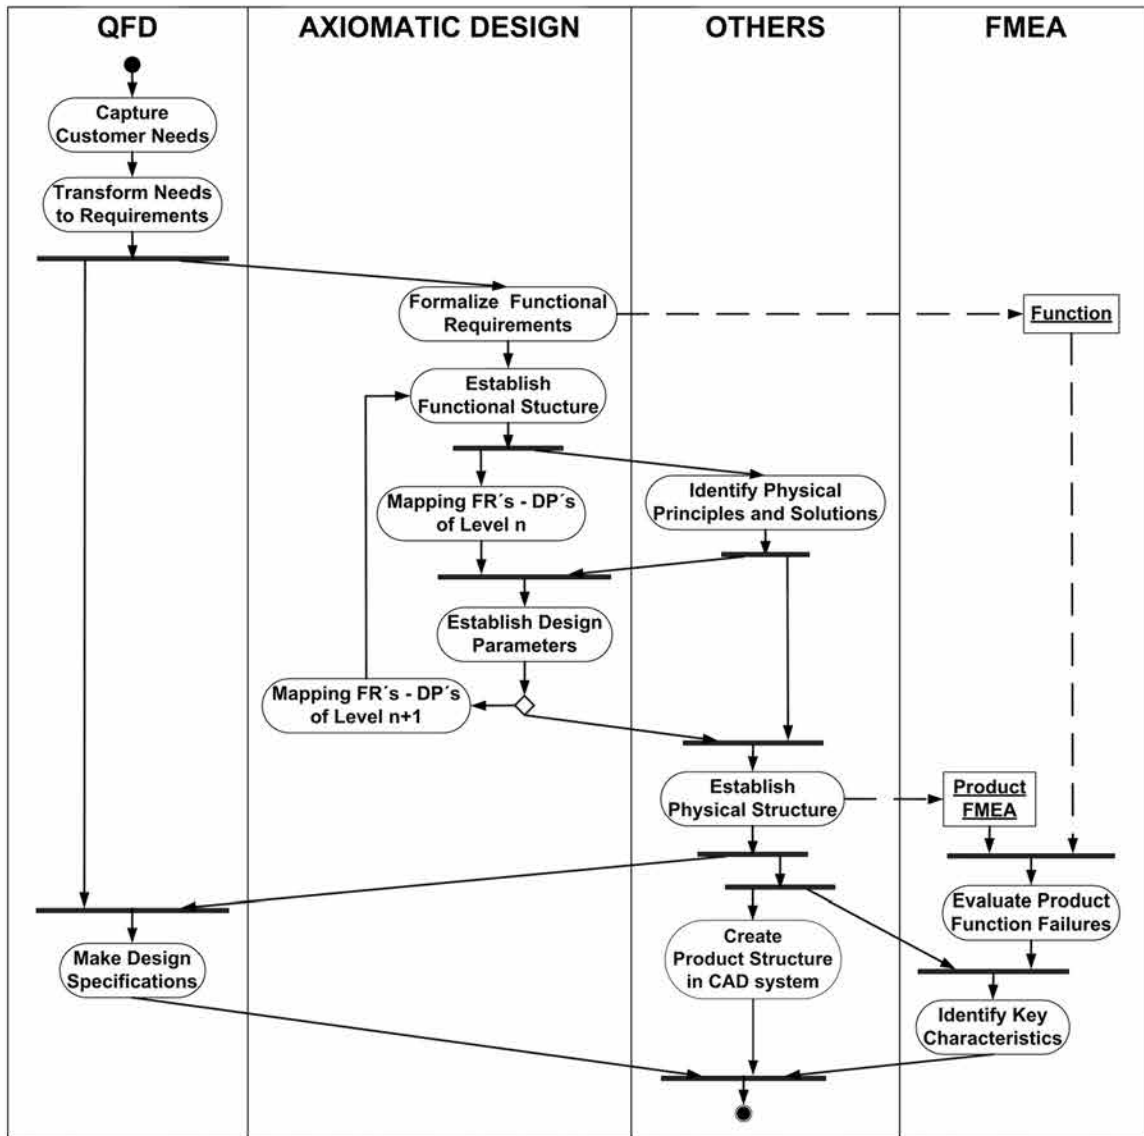 QFD
AXIOMATIC DESIGN
OTHERS
FMEA
Capture
Customer Needs
Transform Needs
to Requirements
Formalize Functional
Requirements
Function
Establish
Functional Stucture
Mapping FR´s - DP´s
of Level n
Identify Physical
Principles and Solutions
Establish Design
Parameters
Mapping FR´s - DP´s
of Level n+1
Establish
Physical Structure
Product
FMEA
Evaluate Product
Function Failures
Create
Product Structure
in CAD system
Make Design
Specifications
Identify Key
Characteristics